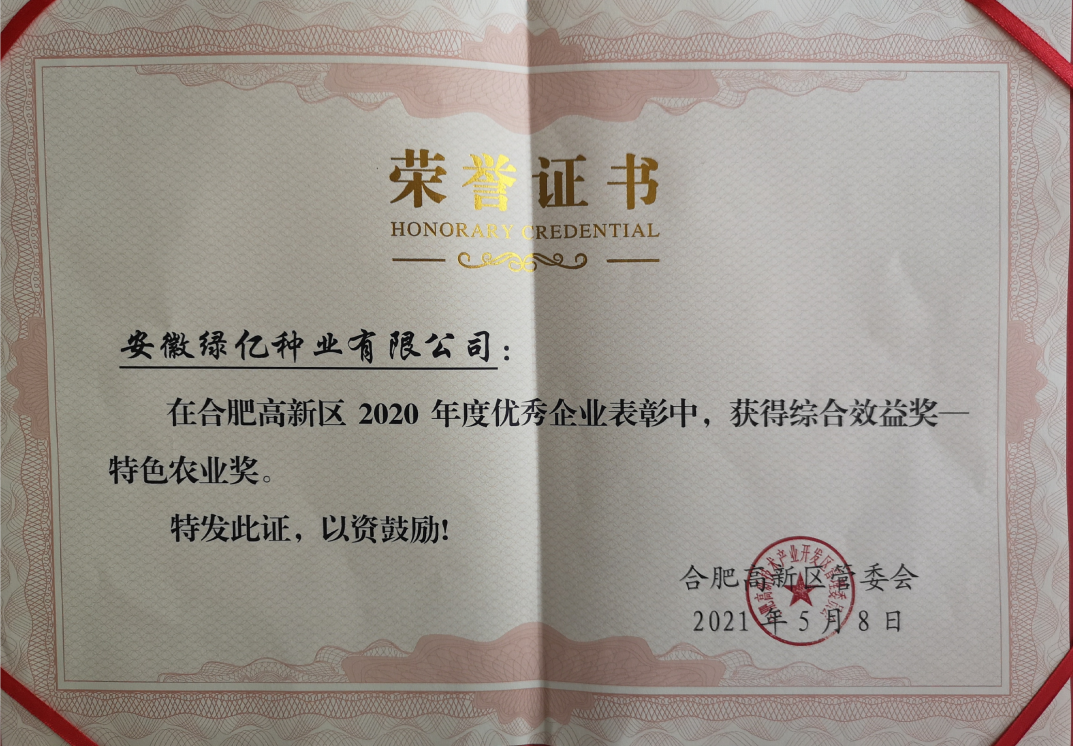 荣誉证书
HONORARY CREDENTIAL
安徽绿亿种业有限公司：
在合肥高新区 2020 年度优秀企业表彰中，获得综合效益奖—
特色农业奖。
特发此证，以资鼓励!
合肥高新区管委会
2021 年 5 月 8 日